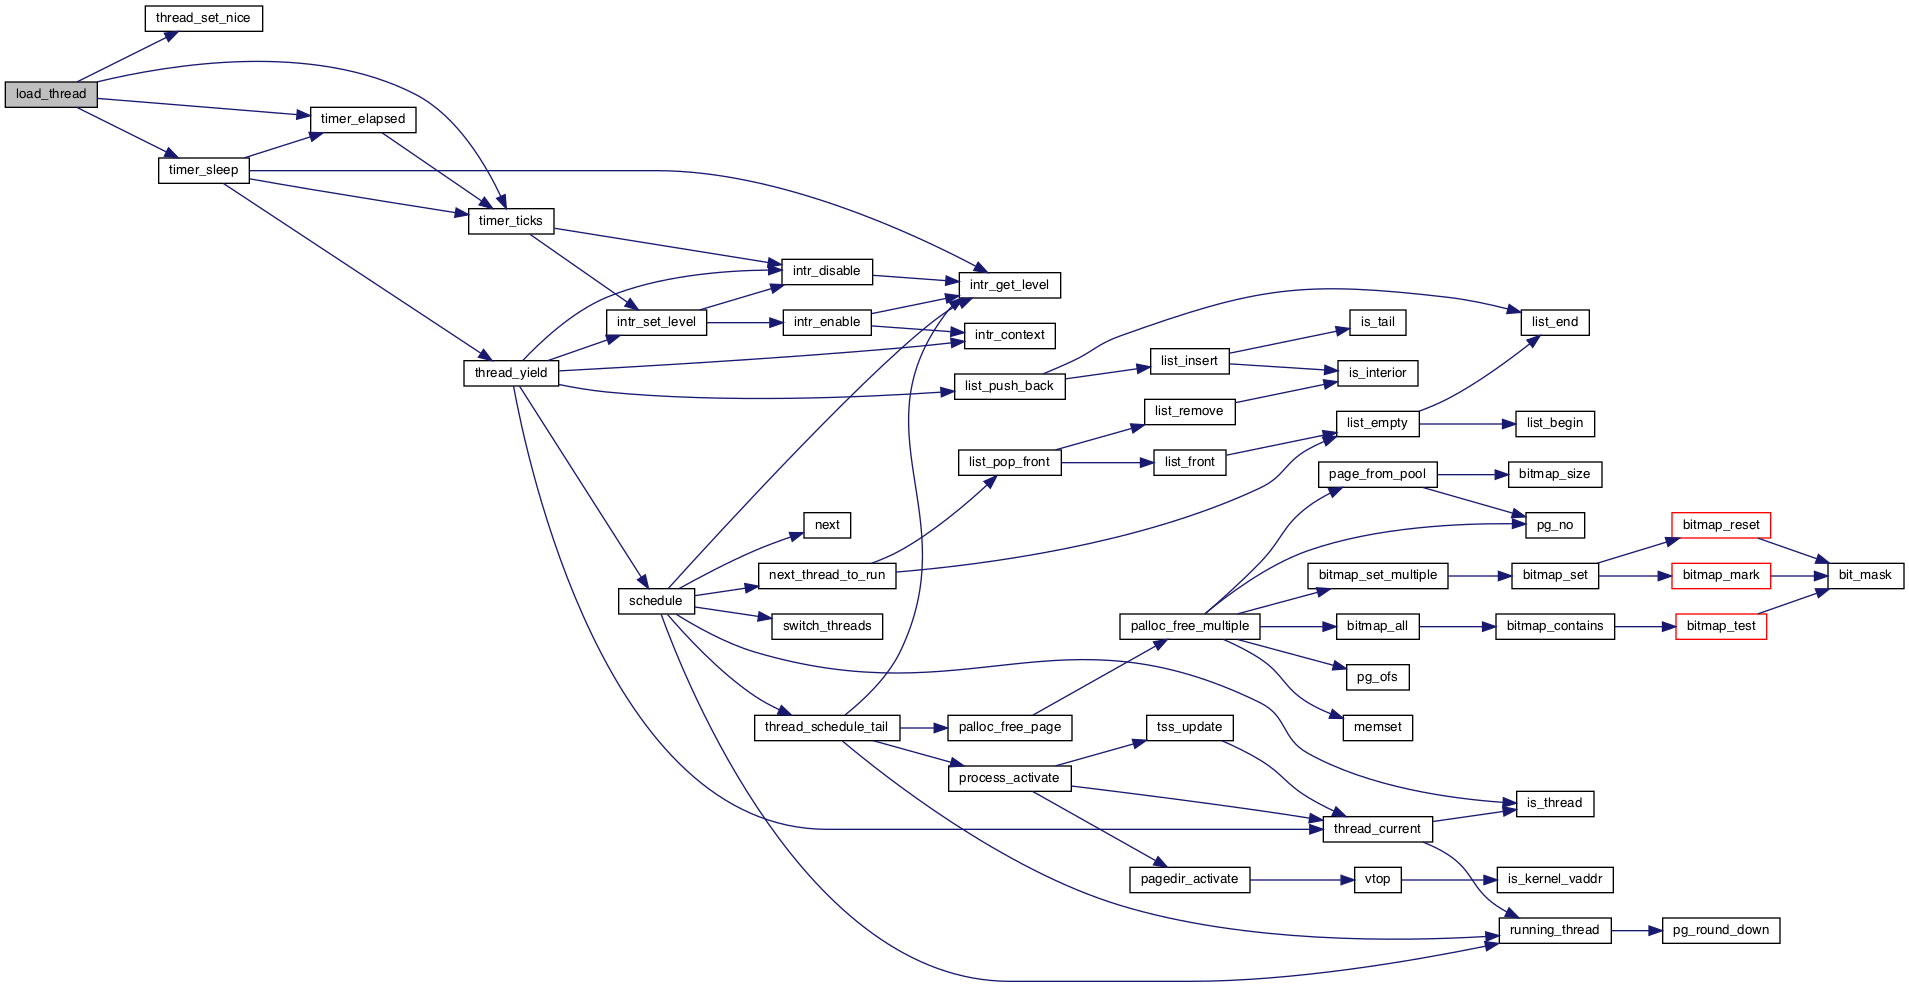 thread_set_nice
load_thread
timer_elapsed
timer_sleep
timer_ticks
intr_disable
intr_get_level
intr_set_level
intr_enable
intr_context
is_tail
list_end
thread_yield
list_push_back
list_insert
is_interior
list_remove
list_empty
list_begin
list_pop_front
list_front
page_from_pool
bitmap_size
next
pg_no
bitmap_reset
schedule
next_thread_to_run
bitmap_set_multiple
bitmap_set
bitmap_mark
bit_mask
switch_threads
palloc_free_multiple
bitmap_all
bitmap_contains
bitmap_test
pg_ofs
thread_schedule_tail
palloc_free_page
tss_update
memset
process_activate
is_thread
thread_current
pagedir_activate
vtop
is_kernel_vaddr
running_thread
pg_round_down